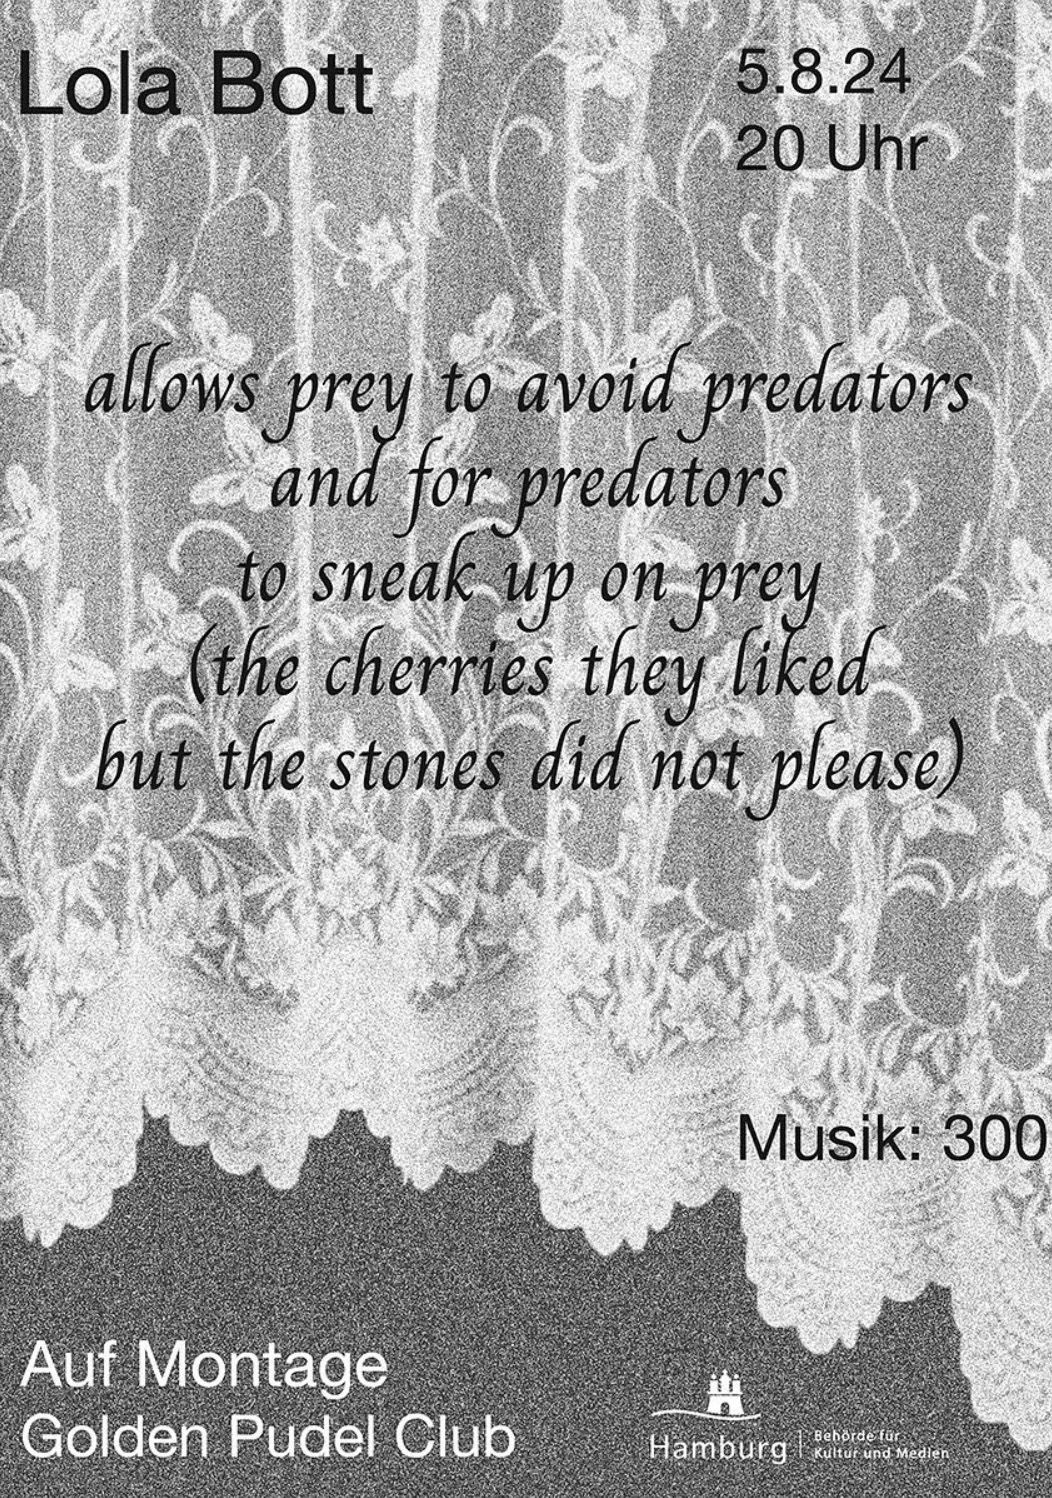 Lola Bott
5.8.24
20 Uhr
allows prey to avoid predators
and for predators
to sneak up on prey
(the cherries they liked
but the stones did not please)
Musik: 300
Auf Montage
Golden Pudel Club
Hamburg
Behörde für
Kultur und Medien